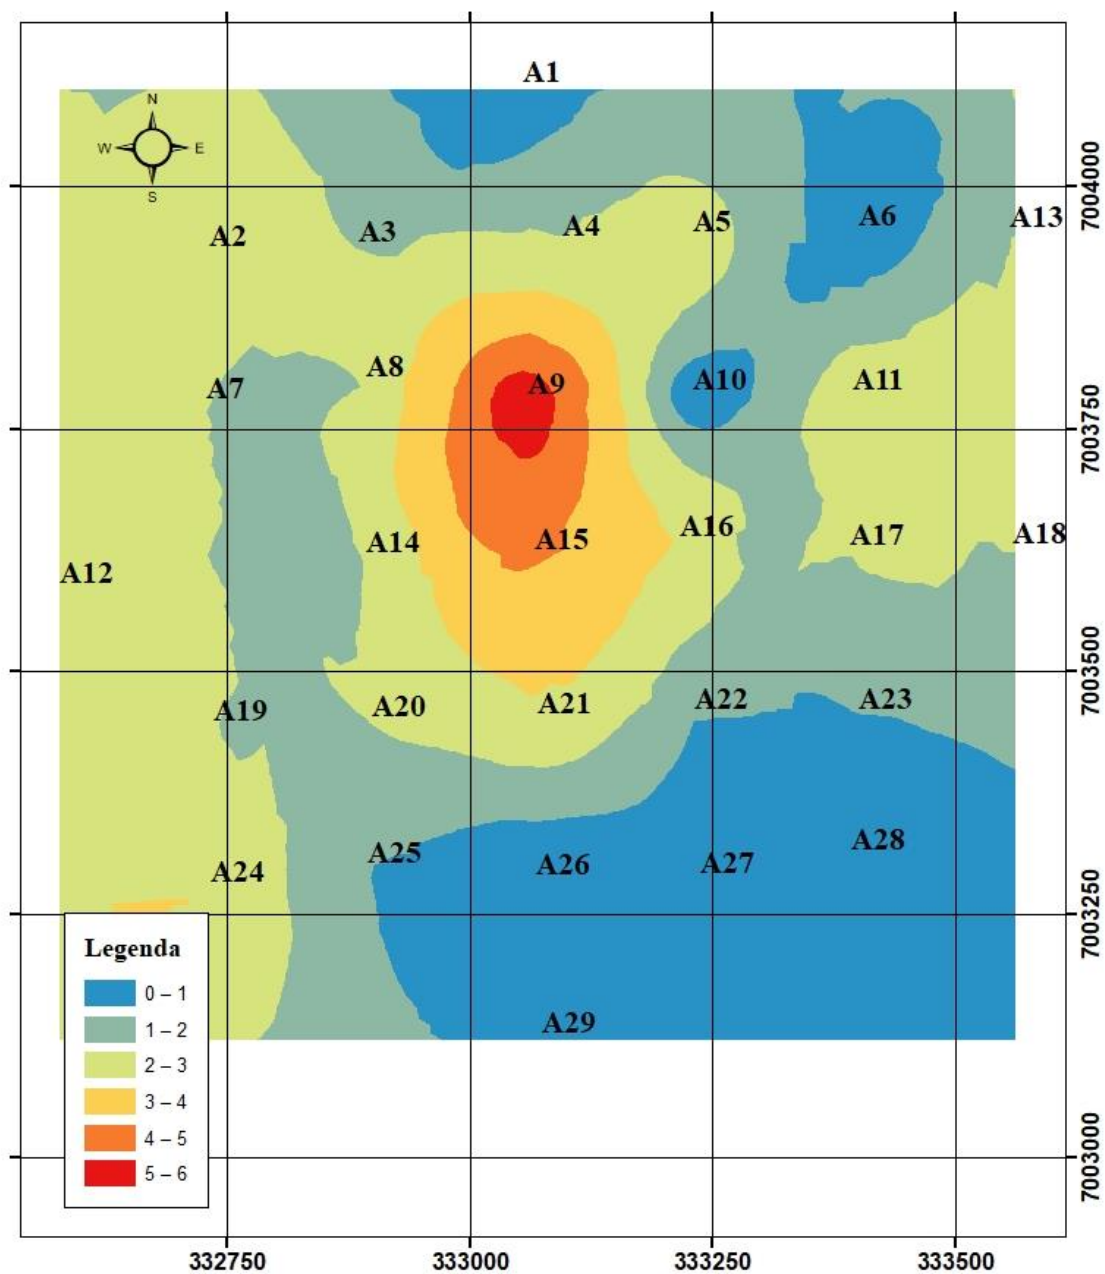 A1
N
W E
S
7004000
A2 A3 A4 A5 A6 A13
A7 A8 A9 A10 A11
7003750
A12 A14 A15 A16 A17 A18
7003500
A19 A20 A21 A22 A23
A24 A25 A26 A27 A28
7003250
Legenda
0 – 1
1 – 2
2 – 3
3 – 4
4 – 5
5 – 6
A29
7003000
332750 333000 333250 333500